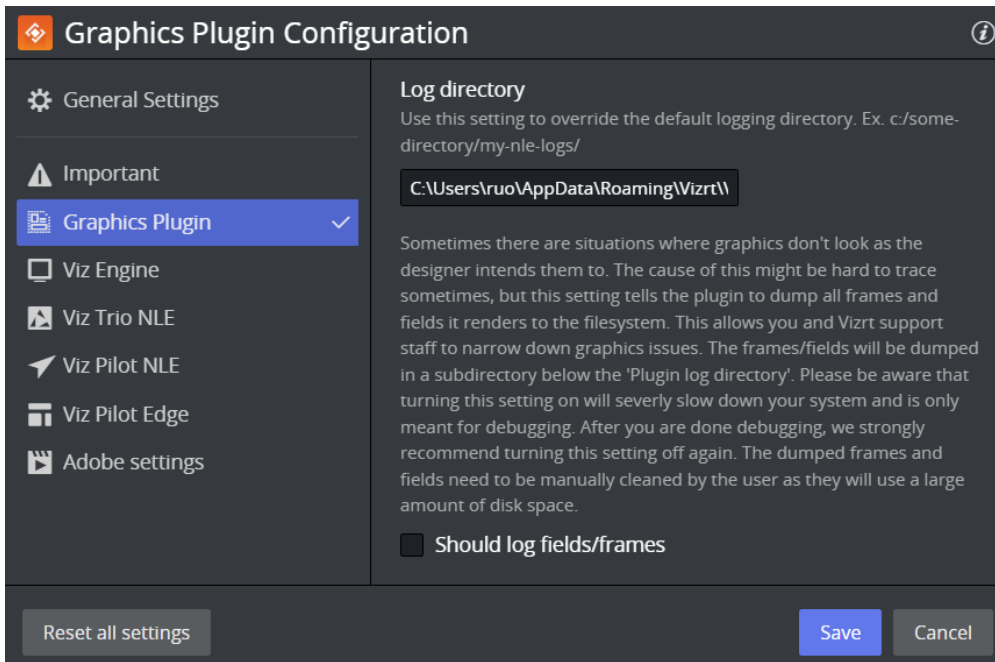 Graphics Plugin Configuration
General Settings
Important
Graphics Plugin
Viz Engine
Viz Trio NLE
Viz Pilot NLE
Viz Pilot Edge
Adobe settings
Log directory
Use this setting to override the default logging directory. Ex. c:/some-
directory/my-nle-logs/
C:\Users\ruo\AppData\Roaming\Vizrt\\
Sometimes there are situations where graphics don't look as the
designer intends them to. The cause of this might be hard to trace
sometimes, but this setting tells the plugin to dump all frames and
fields it renders to the filesystem. This allows you and Vizrt support
staff to narrow down graphics issues. The frames/fields will be dumped
in a subdirectory below the 'Plugin log directory'. Please be aware that
turning this setting on will severly slow down your system and is only
meant for debugging. After you are done debugging, we strongly
recommend turning this setting off again. The dumped frames and
fields need to be manually cleaned by the user as they will use a large
amount of disk space.
Should log fields/frames
Reset all settings
Save
Cancel